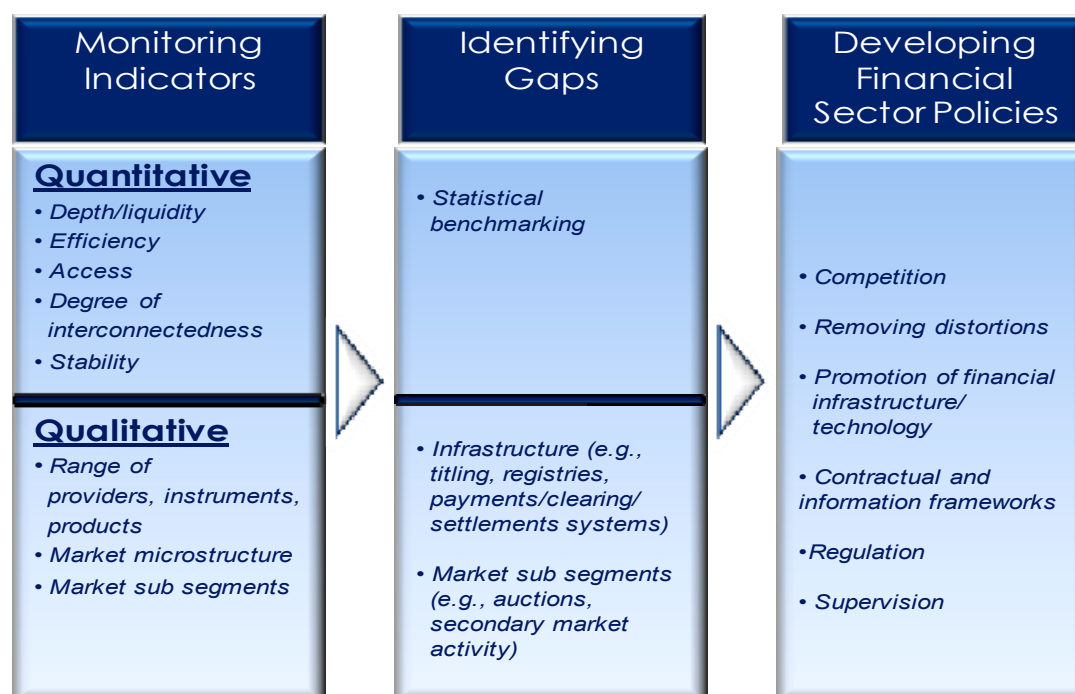 Monitoring
Indicators
Quantitative
• Depth/liquidity
• Efficiency
• Access
• Degree of
interconnectedness
• Stability
Qualitative
• Range of
providers, instruments,
products
• Market microstructure
• Market sub segments
Identifying
Gaps
• Statistical
benchmarking
• Infrastructure (e.g.,
titling, registries,
payments/clearing/
settlements systems)
• Market sub segments
(e.g., auctions,
secondary market
activity)
Developing
Financial
Sector Policies
• Competition
• Removing distortions
• Promotion of financial
infrastructure/
technology
• Contractual and
information frameworks
•Regulation
• Supervision